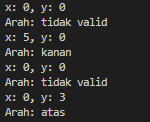 x: 0, y: 0
Arah: tidak valid
x: 5, y: 0
Arah: kanan
x: 0, y: 0
Arah: tidak valid
x: 0, y: 3
Arah: atas